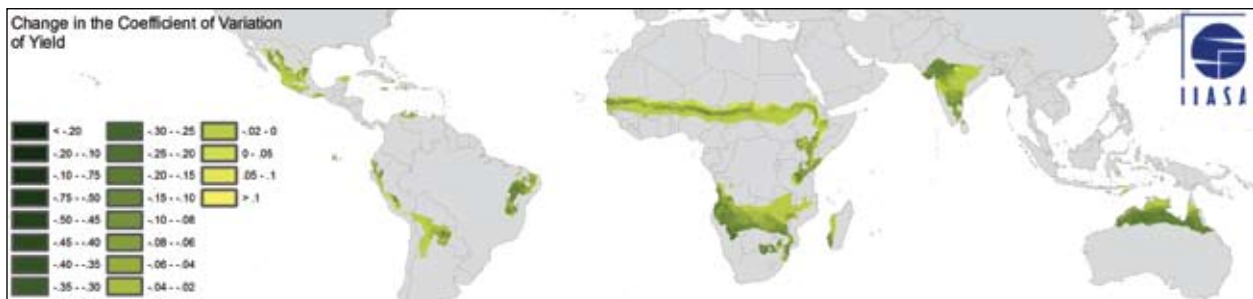 Change in the Coefficient of Variation
of Yield
< -.20
-.20 - -.10
-.10 - -.75
-.75 - -.50
-.50 - -.45
-.45 - -.40
-.40 - -.35
-.35 - -.30
-.30 - -.25
-.25 - -.20
-.20 - -.15
-.15 - -.10
-.10 - -.08
-.08 - -.06
-.06 - -.04
-.04 - -.02
-.02 - 0
0 - .05
.05 - .1
> .1
IIASA